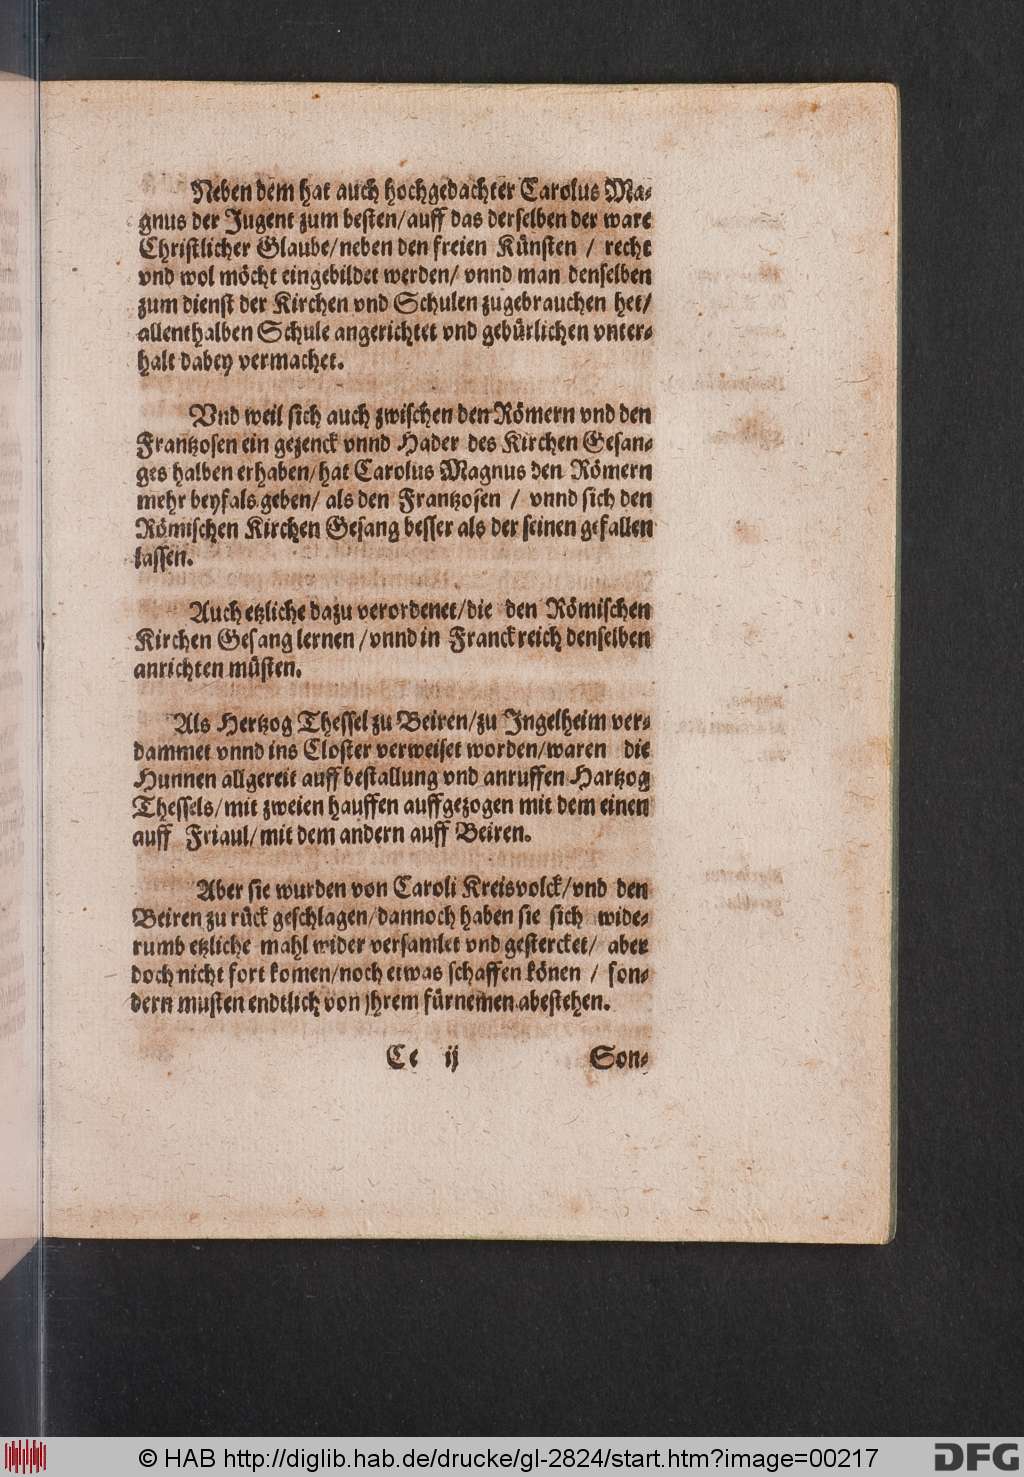 Neben dem hat auch hochgedachter Carolus Ma-
gnus der Jugent zum besten/auff das derselben der ware
Christlicher Glaube/neben den freien Künsten / recht
vnd wol möcht eingebildet werden/ vnnd man denselben
zum dienst der Kirchen vnd Schulen zugebrauchen het/
allenthalben Schule angerichtet vnd gebürlichen vnter-
halt dabey vermachet.
Vnd weil sich auch zwischen den Römern vnd den
Frantzosen ein gezenck vnnd Hader des Kirchen Gesan-
ges halben erhaben/hat Carolus Magnus den Römern
mehr beyfals geben/ als den Frantzosen / vnnd sich den
Römischen Kirchen Gesang besser als der seinen gefallen
lassen.
Auch etzliche dazu verordenet/die den Römischen
Kirchen Gesang lernen /vnnd in Franckreich denselben
anrichten müsten.
Als Hertzog Thessel zu Beiren/zu Ingelheim ver-
dammet vnnd ins Closter verweiset worden/waren die
Hunnen allgereit auff bestallung vnd anruffen Hartzog
Thessels/mit zweien hauffen auffgezogen mit dem einen
auff Friaul/mit dem andern auff Beiren.
Aber sie wurden von Caroli Kreisvolck/vnd den
Beiren zu rück geschlagen/dannoch haben sie sich wide-
rumb etzliche mahl wider versamlet vnd gestercket/ aber
doch nicht fort komen/noch etwas schaffen könen / son-
dern musten endtlich von jhrem fürnemen abestehen.
Cc ij Son-
© HAB http://diglib.hab.de/drucke/gl-2824/start.htm?image=00217
DFG